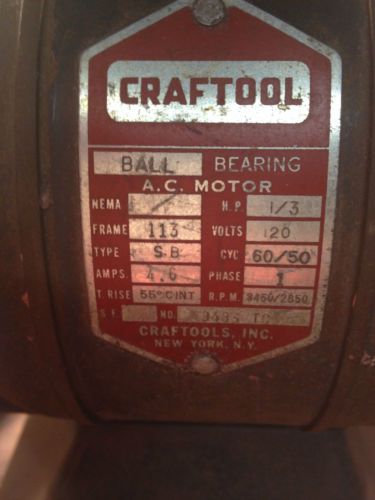 CRAFTOOL
BALL BEARING
A.C. MOTOR
NEMA H.P. 1/3
FRAME 113 VOLTS 120
TYPE S.B CYC 60/50
AMPS. 4.6 PHASE 1
T. RISE 55°C INT R.P.M. 3450/2850
S.F. NO.
CRAFTOOLS, INC.
NEW YORK, N.Y.